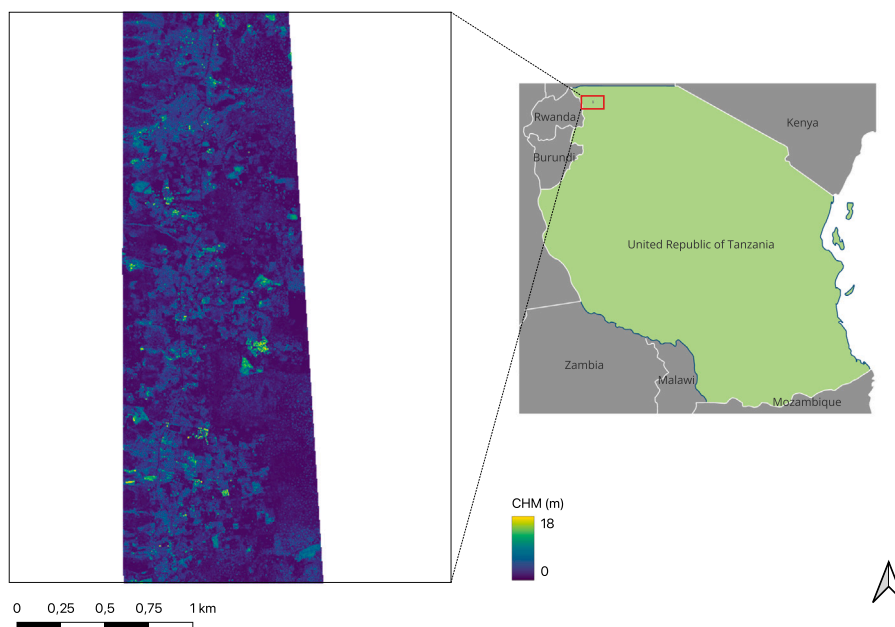 Rwanda
Kenya
Burundi
United Republic of Tanzania
Zambia
Malawi
Mozambique
CHM (m)
18
0
0 0,25 0,5 0,75 1 km